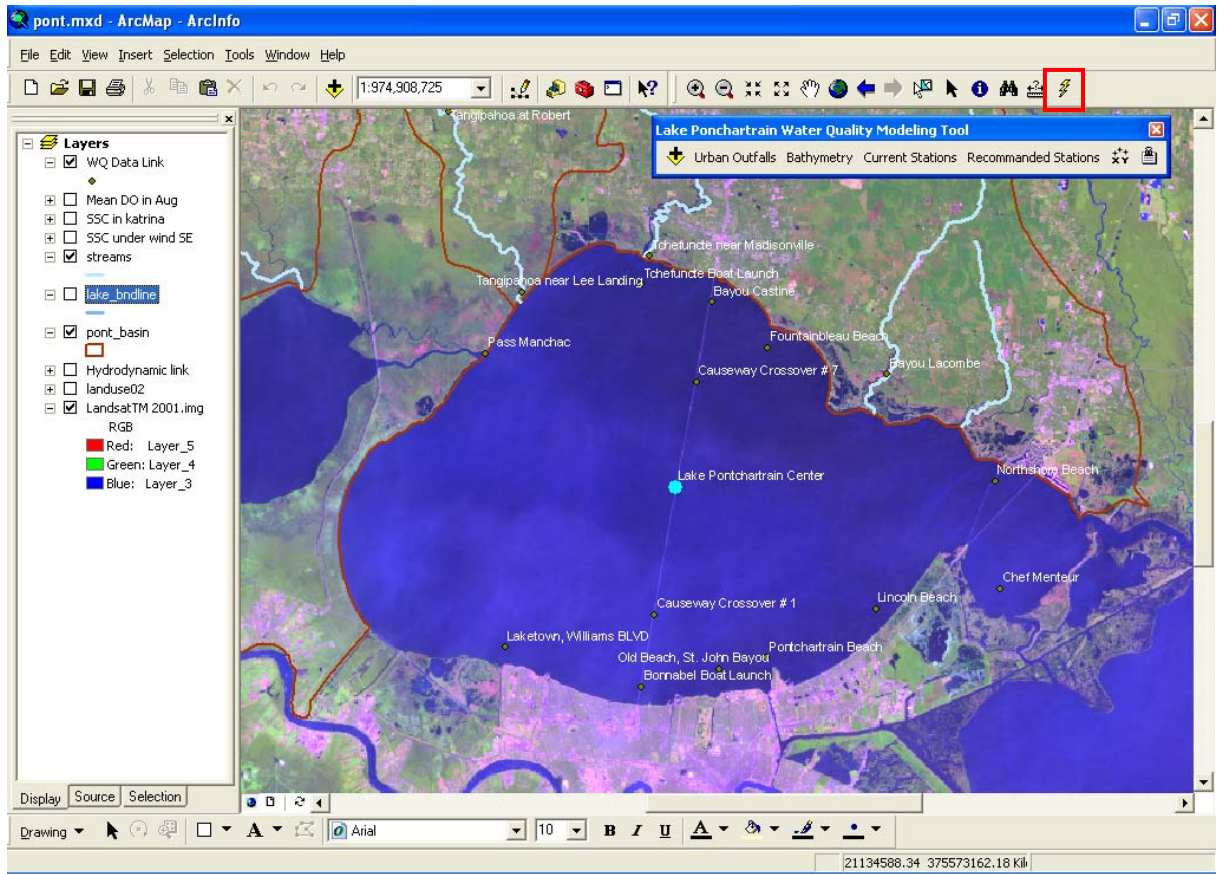 pont.mxd - ArcMap - ArcInfo
File Edit View Insert Selection Tools Window Help
1:974,908,725
Layers
WQ Data Link
Mean DO in Aug
SSC in katrina
SSC under wind SE
streams
lake_bndline
pont_basin
Hydrodynamic link
landuse02
LandsatTM 2001.img
RGB
Red: Layer_5
Green: Layer_4
Blue: Layer_3
Display Source Selection
Lake Ponchartrain Water Quality Modeling Tool
Urban Outfalls Bathymetry Current Stations Recommanded Stations
Tangipahoa at Robert
Tchefuncte near Madisonville
Tchefuncte Boat Launch
Tangipahoa near Lee Landing
Bayou Castine
Fountainbleau Beach
Pass Manchac
Bayou Lacombe
Causeway Crossover # 7
Northshore Beach
Lake Pontchartrain Center
Chef Menteur
Lincoln Beach
Causeway Crossover # 1
Laketown, Williams BLVD
Pontchartrain Beach
Old Beach, St. John Bayou
Bonnabel Boat Launch
Drawing A Arial 10 B I U A
21134588.34 375573162.18 Kil